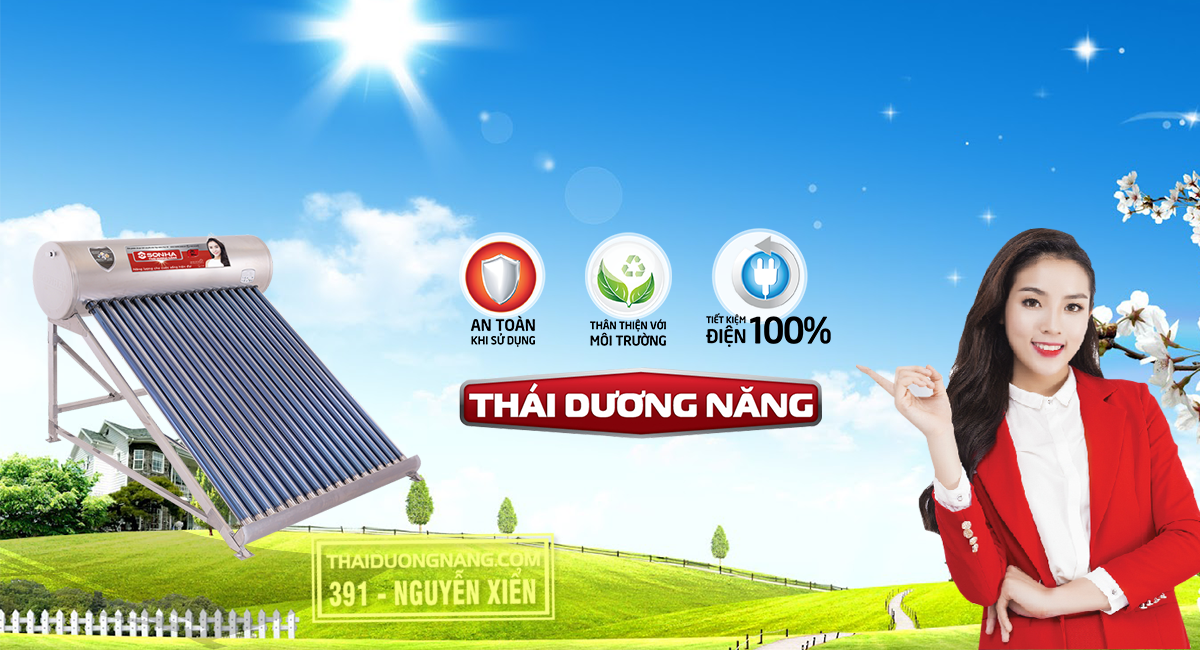 SONHA
AN TOÀN
KHI SỬ DỤNG
THÂN THIỆN VỚI
MÔI TRƯỜNG
TIẾT KIỆM
ĐIỆN 100%
THÁI DƯƠNG NĂNG
THAIDUONGNANG.COM
391 - NGUYỄN XIỂN